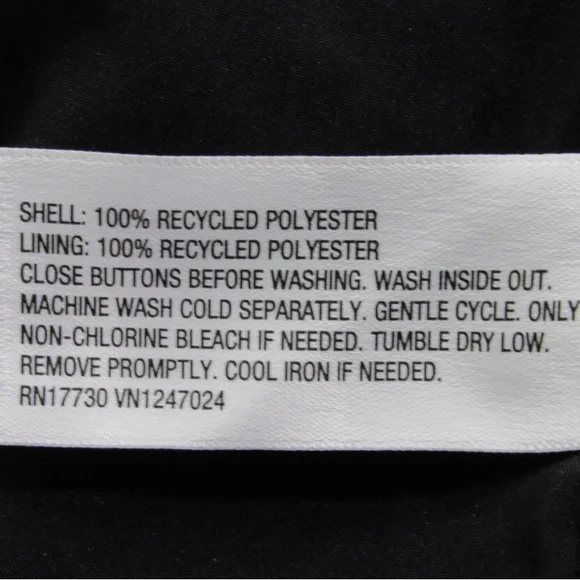 SHELL: 100% RECYCLED POLYESTER
LINING: 100% RECYCLED POLYESTER
CLOSE BUTTONS BEFORE WASHING. WASH INSIDE OUT.
MACHINE WASH COLD SEPARATELY. GENTLE CYCLE. ONLY
NON-CHLORINE BLEACH IF NEEDED. TUMBLE DRY LOW.
REMOVE PROMPTLY. COOL IRON IF NEEDED.
RN17730 VN1247024